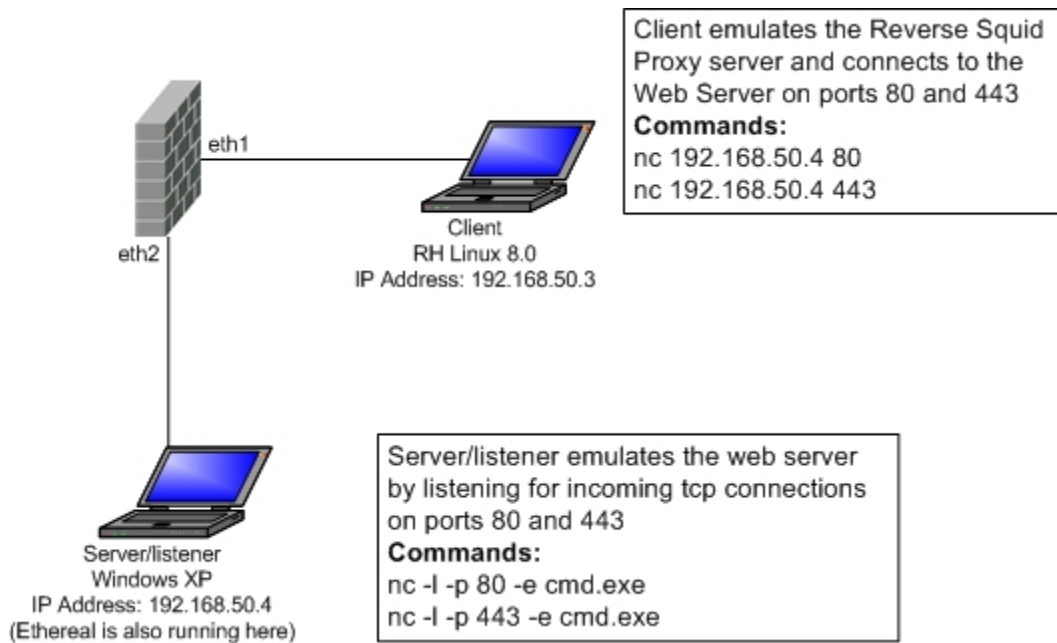 Client emulates the Reverse Squid
Proxy server and connects to the
Web Server on ports 80 and 443
Commands:
nc 192.168.50.4 80
nc 192.168.50.4 443
eth1
Client
RH Linux 8.0
IP Address: 192.168.50.3
eth2
Server/listener
Windows XP
IP Address: 192.168.50.4
(Ethereal is also running here)
Server/listener emulates the web server
by listening for incoming tcp connections
on ports 80 and 443
Commands:
nc -l -p 80 -e cmd.exe
nc -l -p 443 -e cmd.exe